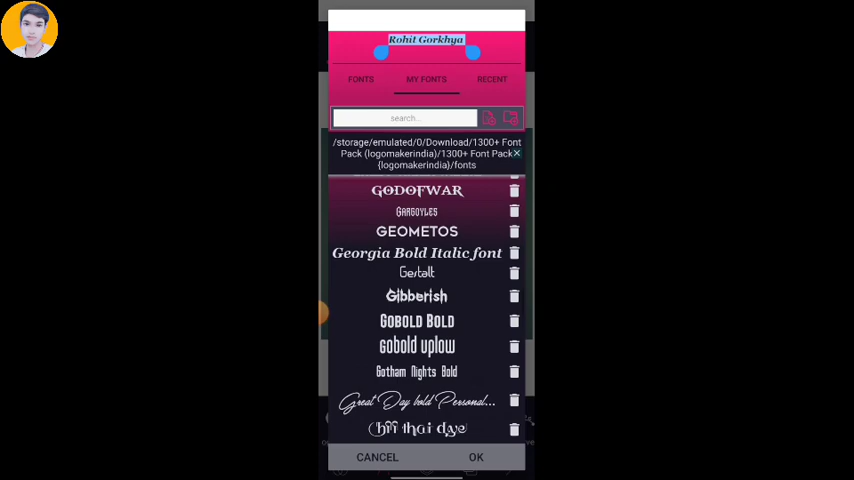 Rohit Gorkhya
FONTS
MY FONTS
RECENT
search...
/storage/emulated/0/Download/1300+ Font
Pack (logomakerindia)/1300+ Font Pack
{logomakerindia)/fonts
GODOFWAR
Gargoyles
GEOMETOS
Georgia Bold Italic font
Gestalt
Gibberish
GOBOLD BOLD
gobold uplow
Gotham Nights Bold
Great Day bold Personal...
CANCEL
OK